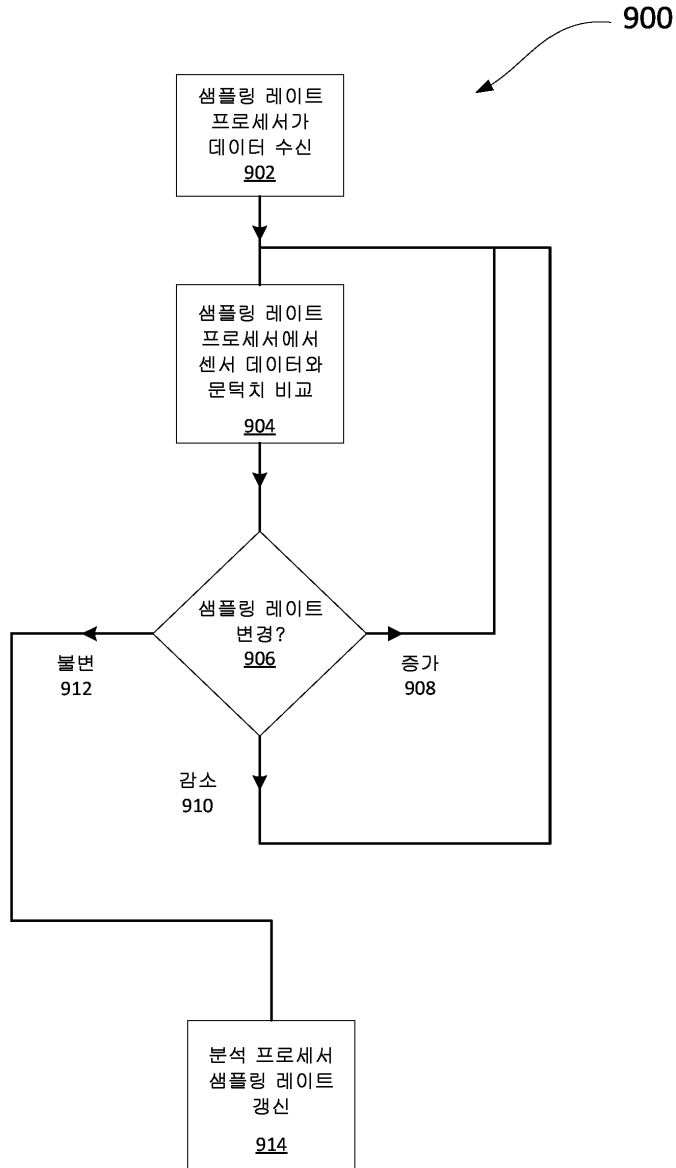 900
샘플링 레이트
프로세서가
데이터 수신
902
샘플링 레이트
프로세서에서
센서 데이터와
문턱치 비교
904
샘플링 레이트
변경?
906
불변
912
증가
908
감소
910
분석 프로세서
샘플링 레이트
갱신
914